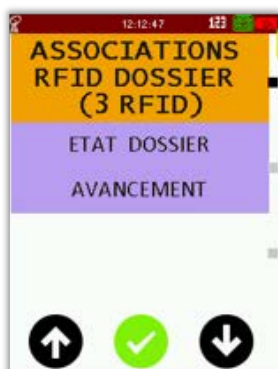 12:12:47 123
ASSOCIATIONS
RFID DOSSIER
(3 RFID)
ETAT DOSSIER
AVANCEMENT